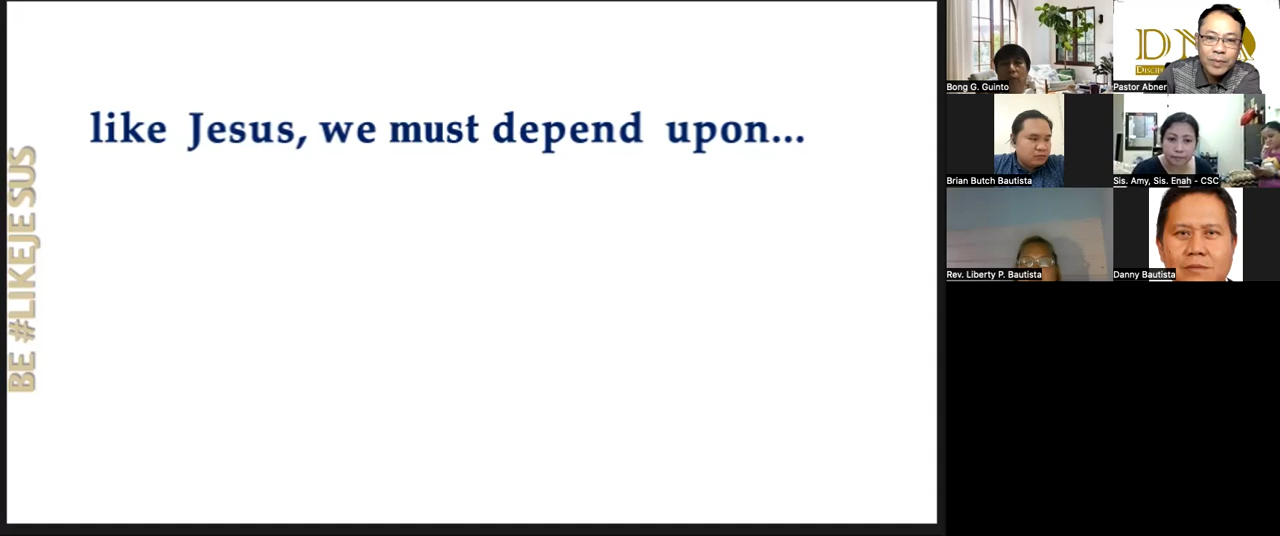 like Jesus, we must depend upon...
BE #LIKEJESUS
Bong G. Guinto
Pastor Abner
Brian Butch Bautista
Sis. Amy, Sis. Enah - CSC
Rev. Liberty P. Bautista
Danny Bautista